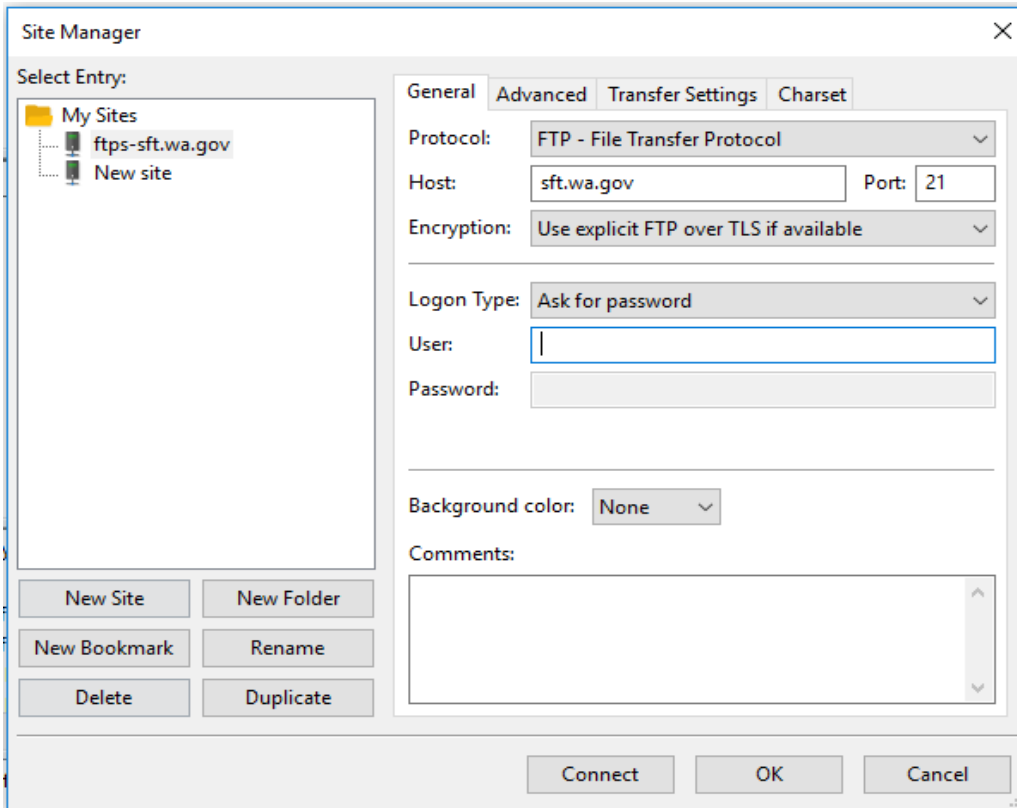 Site Manager
Select Entry:
My Sites
ftps-sft.wa.gov
New site
New Site
New Folder
New Bookmark
Rename
Delete
Duplicate
General
Advanced
Transfer Settings
Charset
Protocol:
FTP - File Transfer Protocol
Host:
sft.wa.gov
Port:
21
Encryption:
Use explicit FTP over TLS if available
Logon Type:
Ask for password
User:
Password:
Background color:
None
Comments:
Connect
OK
Cancel